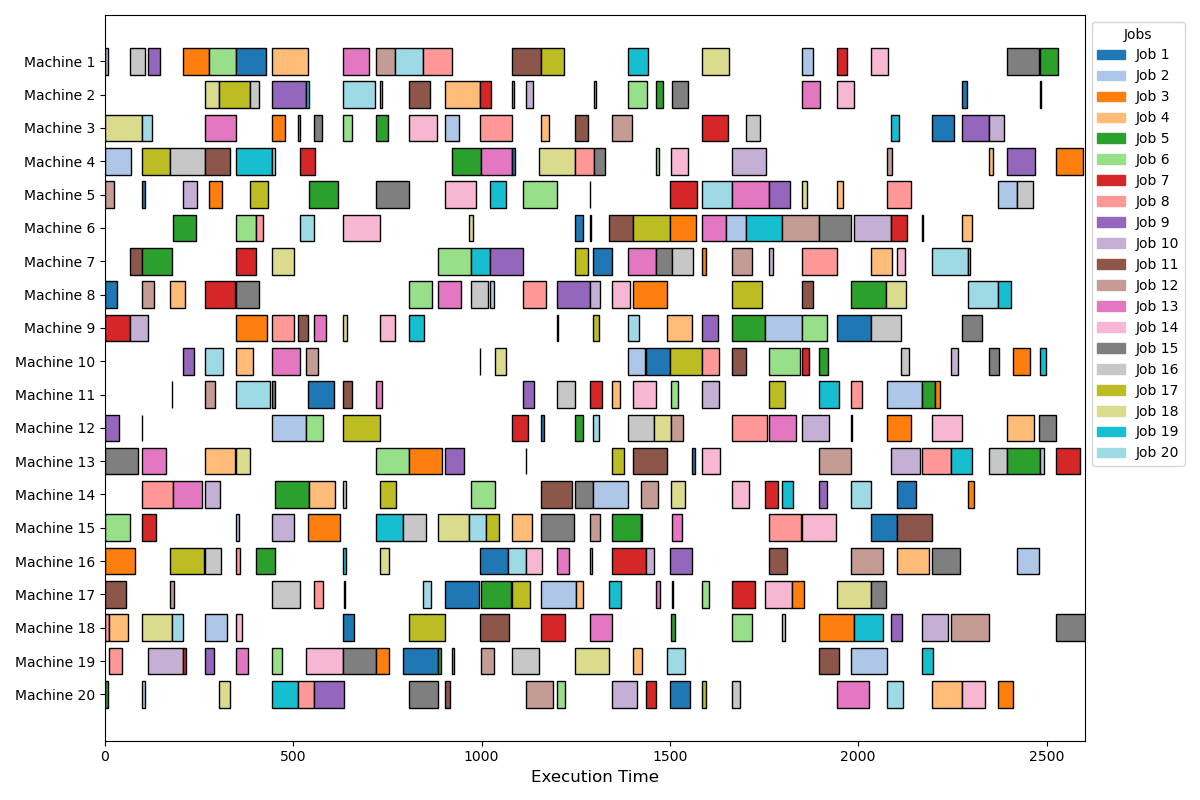 Jobs
Machine 1
Job 1
Job 2
Machine 2
Job 3
Job 4
Machine 3
Job 5
Job 6
Machine 4
Job 7
Job 8
Machine 5
Job 9
Job 10
Machine 6
Job 11
Job 12
Machine 7
Job 13
Job 14
Machine 8
Job 15
Machine 9
Job 16
Job 17
Machine 10
Job 18
Machine 11
Job 19
Job 20
Machine 12
Machine 13
Machine 14
Machine 15
Machine 16
Machine 17
Machine 18
Machine 19
Machine 20
0 500 1000 1500 2000 2500
Execution Time